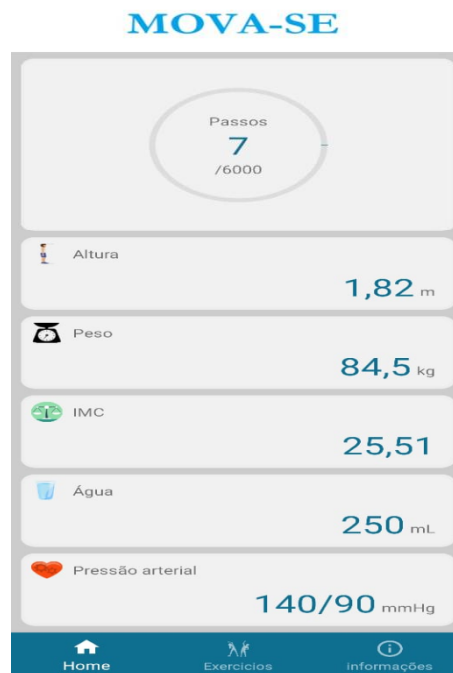 MOVA-SE
Passos
7
/6000
Altura
1,82 m
Peso
84,5 kg
IMC
25,51
Água
250 mL
Pressão arterial
140/90 mmHg
Home Exercícios informações